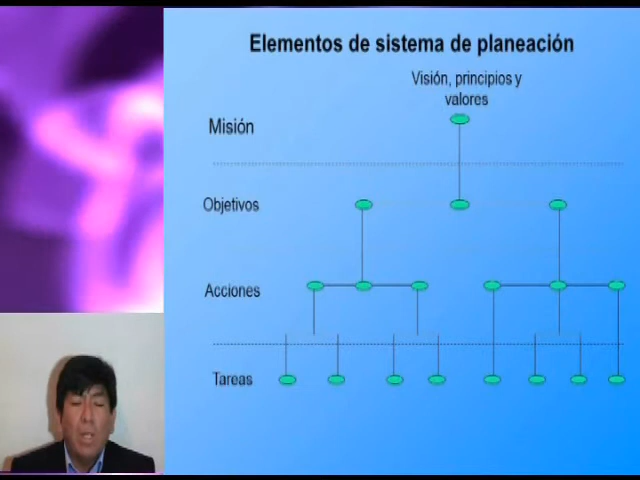 Elementos de sistema de planeación
Visión, principios y
valores
Misión
Objetivos
Acciones
Tareas